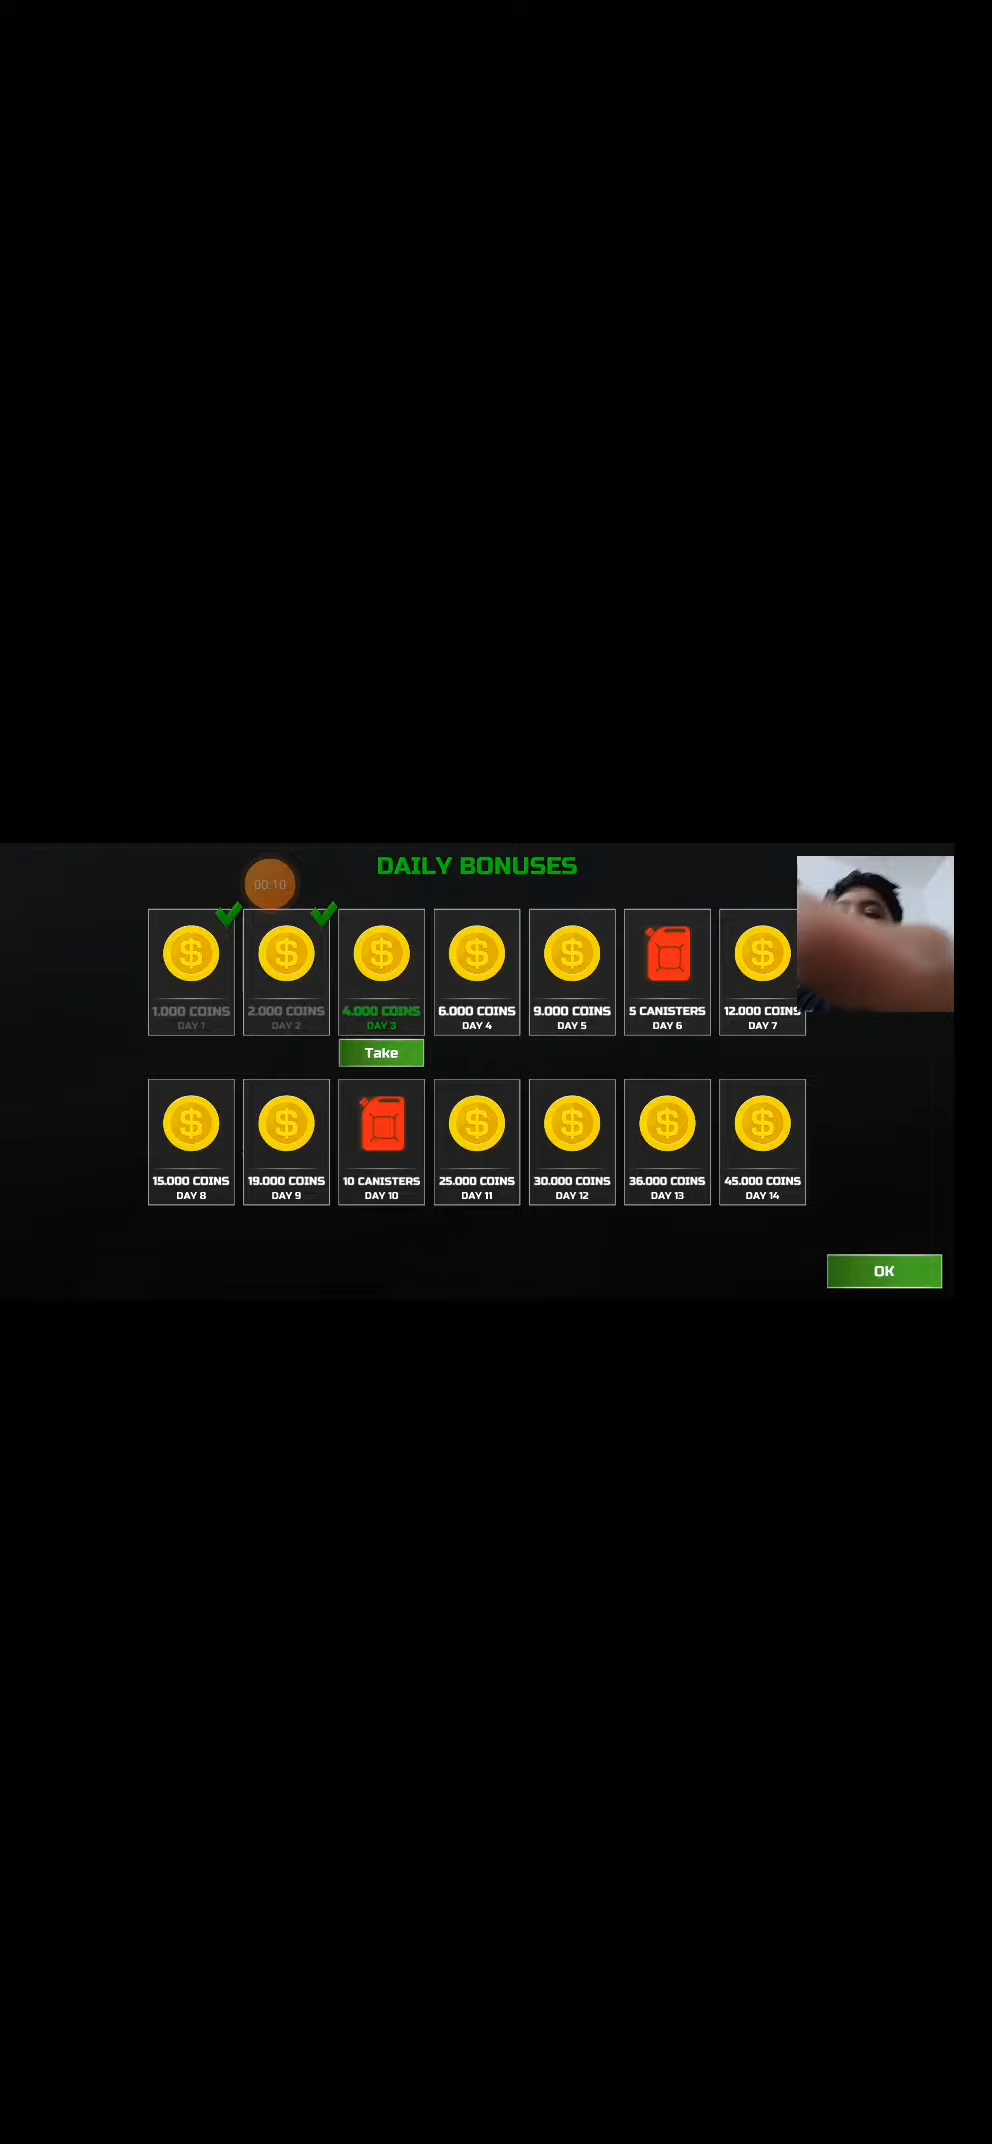 DAILY BONUSES
00:10
1.000 COINS
DAY 1
2.000 COINS
DAY 2
4.000 COINS
DAY 3
6.000 COINS
DAY 4
9.000 COINS
DAY 5
5 CANISTERS
DAY 6
12.000 COINS
DAY 7
Take
15.000 COINS
DAY 8
19.000 COINS
DAY 9
10 CANISTERS
DAY 10
25.000 COINS
DAY 11
30.000 COINS
DAY 12
36.000 COINS
DAY 13
45.000 COINS
DAY 14
OK